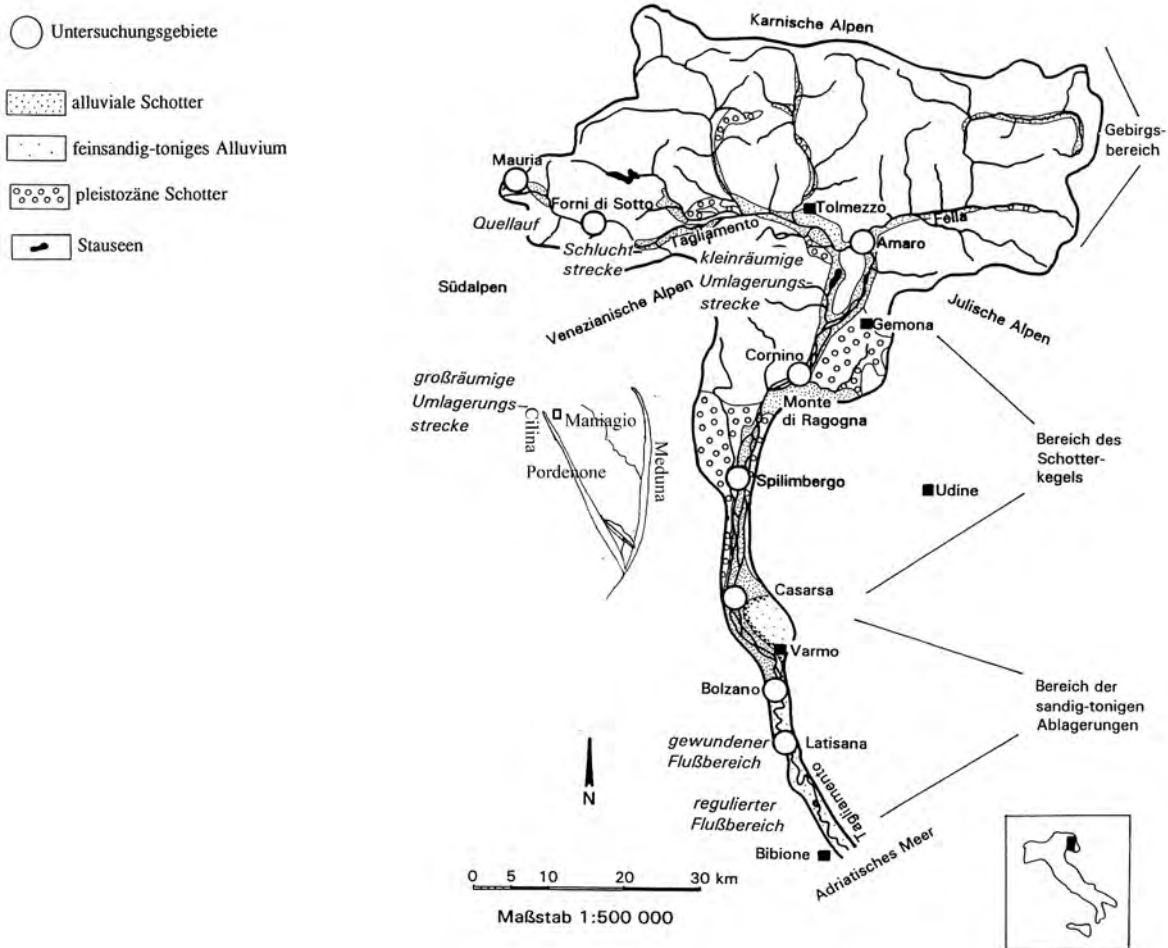 Untersuchungsgebiete
alluviale Schotter
feinsandig-toniges Alluvium
pleistozäne Schotter
Stauseen
Karnische Alpen
Gebirgs-
bereich
Mauria
Forni di Sotto
Quellauf
Schlucht-
strecke
Tagliamento
Tolmezzo
Fella
Amaro
kleinräumige
Umlagerungs-
strecke
Südalpen
Venezianische Alpen
Julische Alpen
Gemona
Cornino
Monte
di Ragogna
großräumige
Umlagerungs-
strecke
Cilina
Maniagio
Pordenone
Meduna
Bereich des
Schotter-
kegels
Spilimbergo
Udine
Casarsa
Varmo
Bolzano
Bereich der
sandig-tonigen
Ablagerungen
Latisana
gewundener
Flußbereich
N
Tagliamento
regulierter
Flußbereich
Bibione
Adriatisches Meer
0 5 10 20 30 km
Maßstab 1:500 000